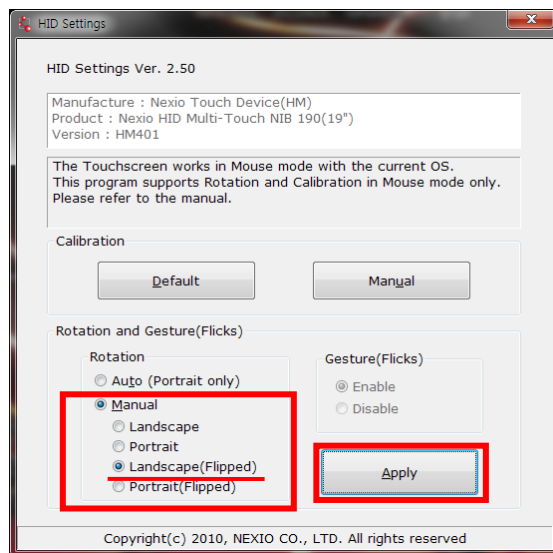 HID Settings
HID Settings Ver. 2.50
Manufacture : Nexio Touch Device(HM)
Product : Nexio HID Multi-Touch NIB 190(19")
Version : HM401
The Touchscreen works in Mouse mode with the current OS.
This program supports Rotation and Calibration in Mouse mode only.
Please refer to the manual.
Calibration
Default
Manual
Rotation and Gesture(Flicks)
Rotation
Auto (Portrait only)
Manual
Landscape
Portrait
Landscape(Flipped)
Portrait(Flipped)
Gesture(Flicks)
Enable
Disable
Apply
Copyright(c) 2010, NEXIO CO., LTD. All rights reserved